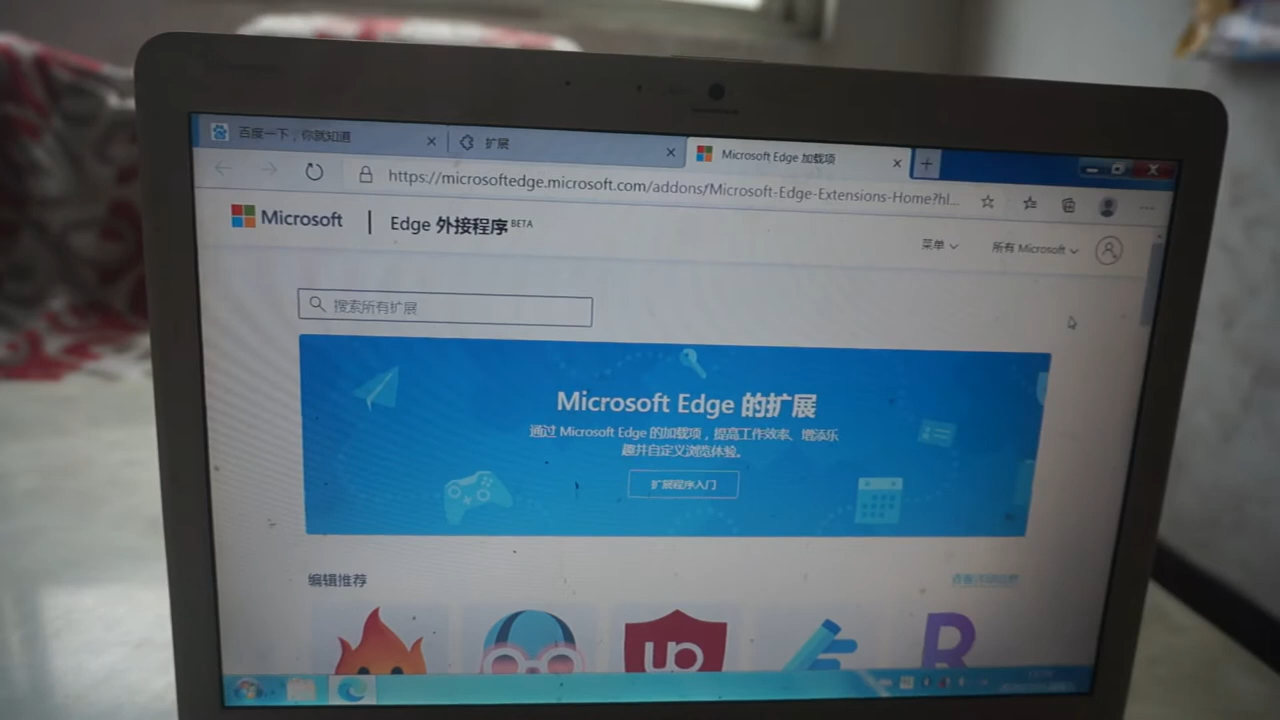 百度一下，你就知道
扩展
Microsoft Edge 加载项
https://microsoftedge.microsoft.com/addons/Microsoft-Edge-Extensions-Home?hl...
Microsoft | Edge 外接程序 BETA
菜单
所有 Microsoft
搜索所有扩展
Microsoft Edge 的扩展
通过 Microsoft Edge 的加载项，提高工作效率、增添乐
趣并自定义浏览体验。
扩展程序入门
编辑推荐
UO
R